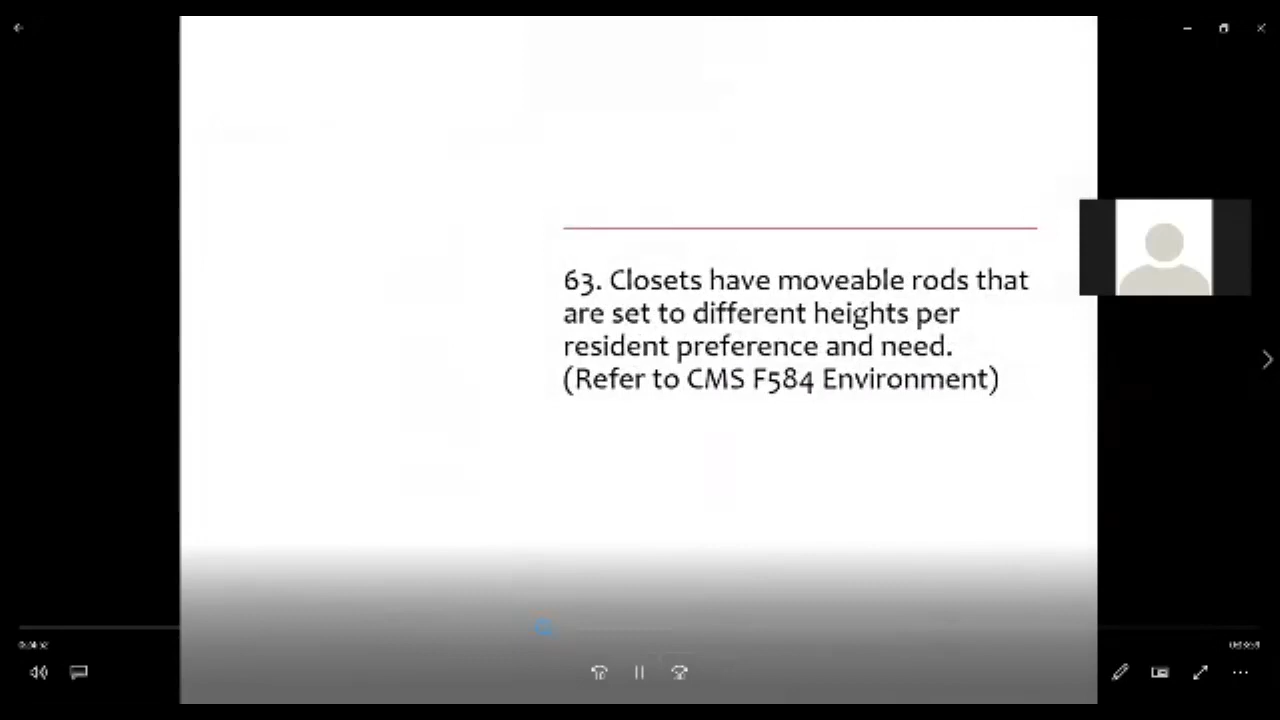 63. Closets have moveable rods that
are set to different heights per
resident preference and need.
(Refer to CMS F584 Environment)